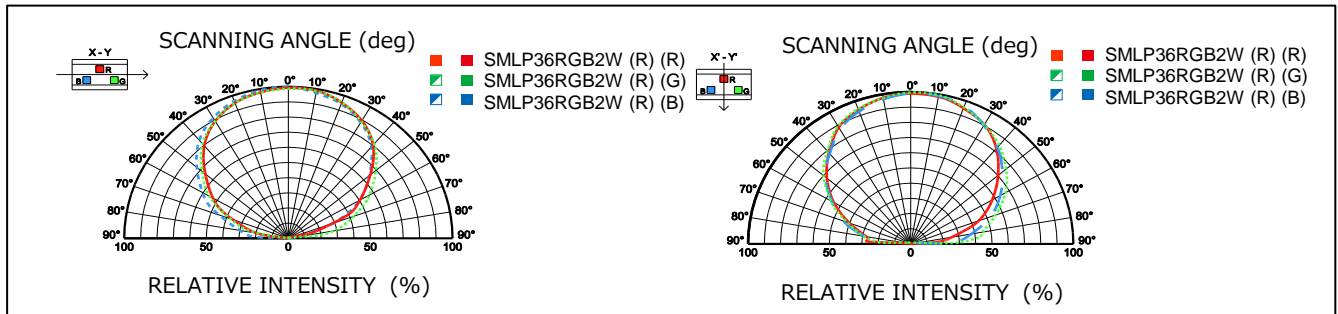 X - Y
R
B
G
SCANNING ANGLE (deg)
SMLP36RGB2W (R) (R)
SMLP36RGB2W (R) (G)
SMLP36RGB2W (R) (B)
0°
10° 10°
20° 20°
30° 30°
40° 40°
50° 50°
60° 60°
70° 70°
80° 80°
90° 90°
100 50 0 50 100
RELATIVE INTENSITY (%)
X' - Y'
R
B
G
SCANNING ANGLE (deg)
SMLP36RGB2W (R) (R)
SMLP36RGB2W (R) (G)
SMLP36RGB2W (R) (B)
0°
10° 10°
20° 20°
30° 30°
40° 40°
50° 50°
60° 60°
70° 70°
80° 80°
90° 90°
100 50 0 50 100
RELATIVE INTENSITY (%)